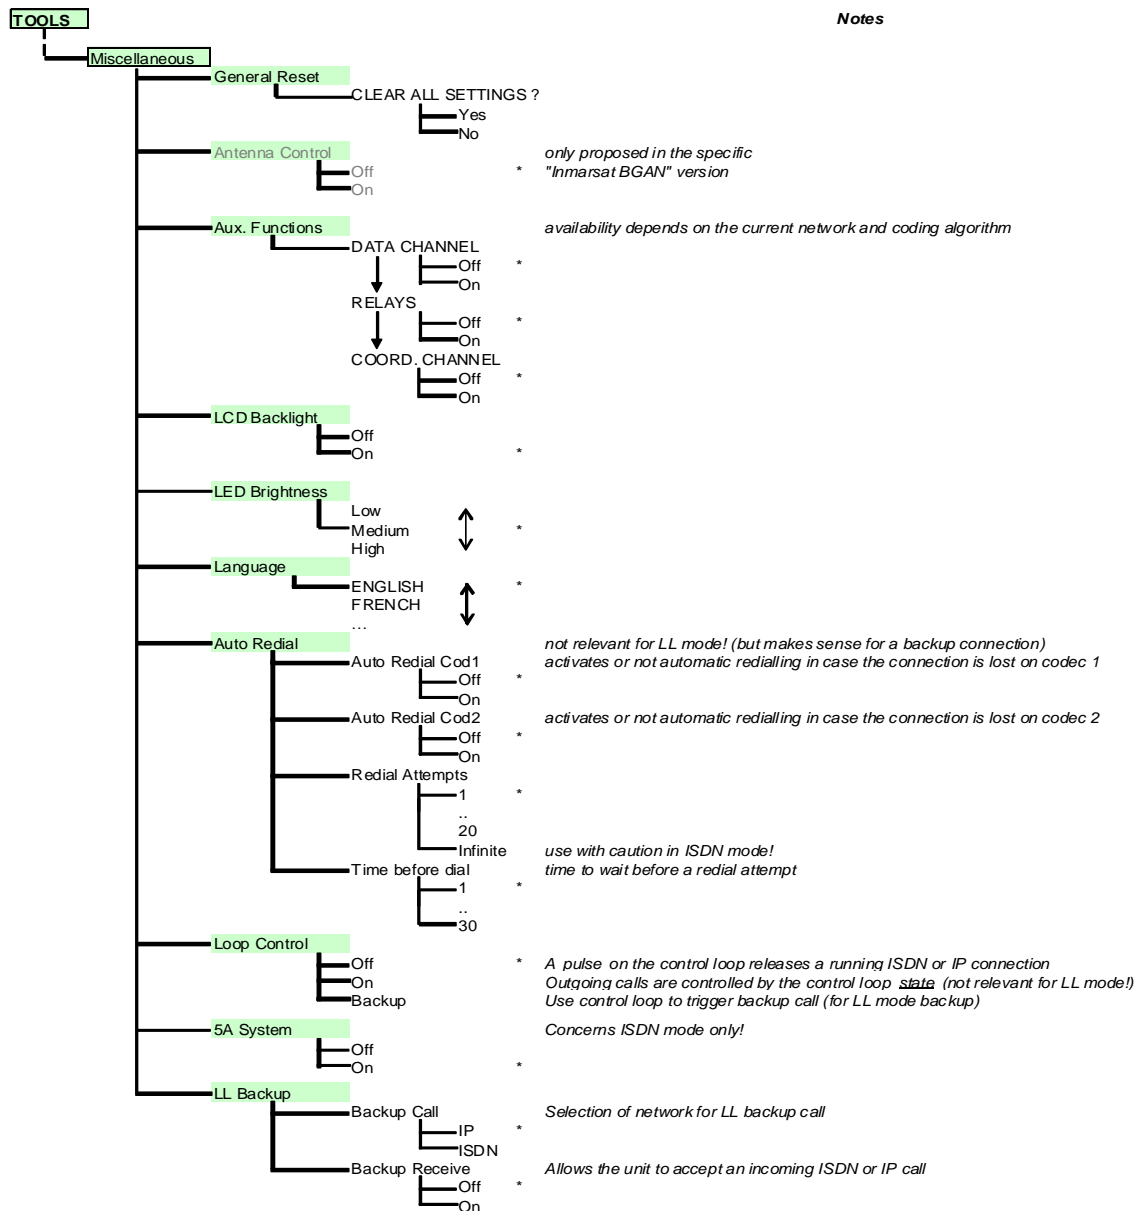 TOOLS Notes
Miscellaneous
General Reset
CLEAR ALL SETTINGS ?
Yes
No
Antenna Control only proposed in the specific
Off * "Inmarsat BGAN" version
On
Aux. Functions availability depends on the current network and coding algorithm
DATA CHANNEL
Off *
On
RELAYS
Off *
On
COORD. CHANNEL
Off *
On
LCD Backlight
Off
On *
LED Brightness
Low
Medium *
High
Language
ENGLISH *
FRENCH
...
Auto Redial not relevant for LL mode! (but makes sense for a backup connection)
Auto Redial Cod1 activates or not automatic redialling in case the connection is lost on codec 1
Off *
On
Auto Redial Cod2 activates or not automatic redialling in case the connection is lost on codec 2
Off *
On
Redial Attempts
1 *
..
20
Infinite use with caution in ISDN mode!
Time before dial time to wait before a redial attempt
1 *
..
30
Loop Control
Off * A pulse on the control loop releases a running ISDN or IP connection
On Outgoing calls are controlled by the control loop state (not relevant for LL mode!)
Backup Use control loop to trigger backup call (for LL mode backup)
5A System Concerns ISDN mode only!
Off
On *
LL Backup
Backup Call Selection of network for LL backup call
IP *
ISDN
Backup Receive Allows the unit to accept an incoming ISDN or IP call
Off *
On